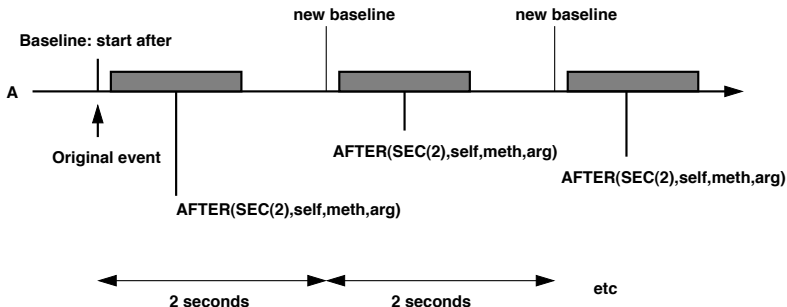 new baseline
new baseline
Baseline: start after
A
Original event
AFTER(SEC(2),self,meth,arg)
AFTER(SEC(2),self,meth,arg)
AFTER(SEC(2),self,meth,arg)
2 seconds
2 seconds
etc